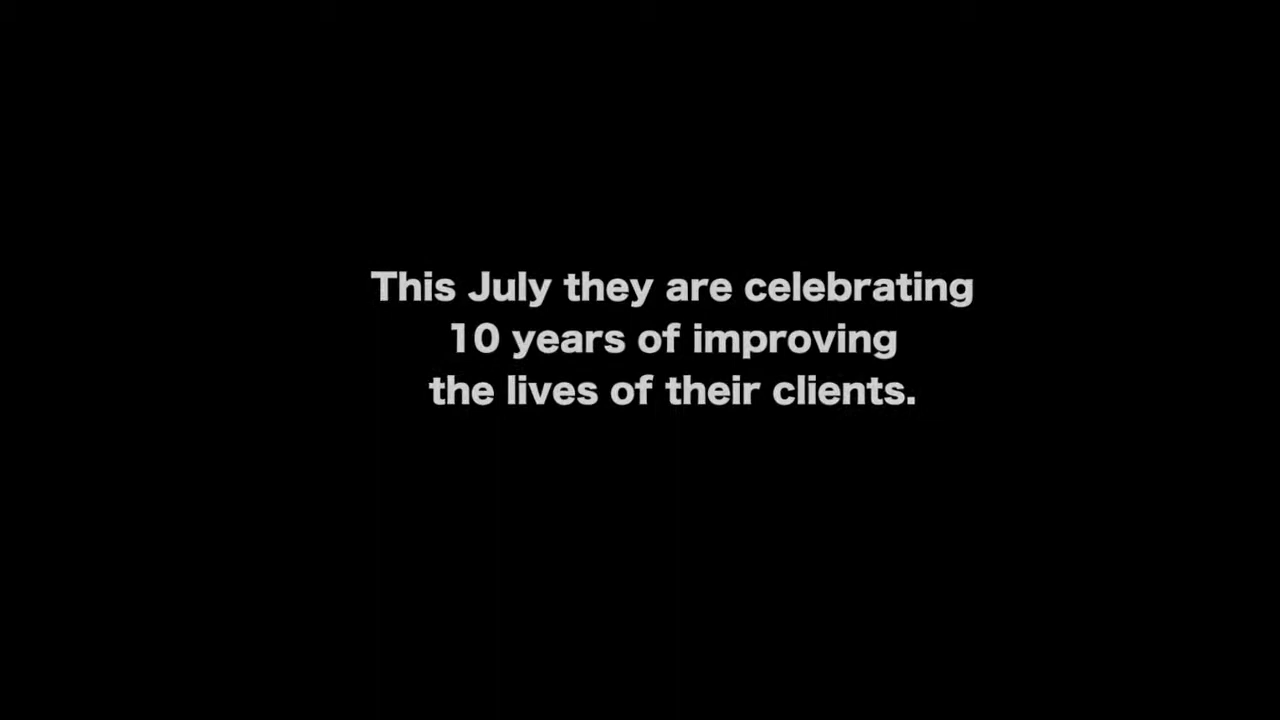 This July they are celebrating
10 years of improving
the lives of their clients.